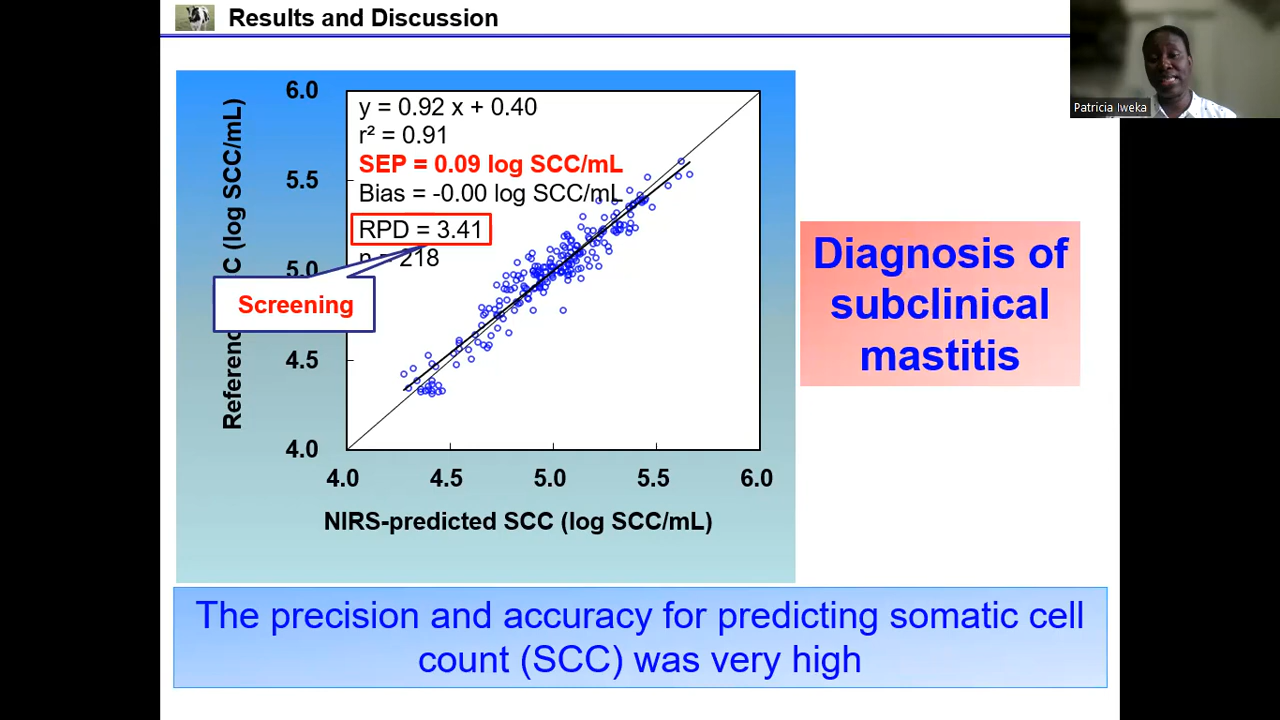 Results and Discussion
Patricia Iweka
6.0
5.5
5.0
4.5
4.0
y = 0.92 x + 0.40
r² = 0.91
SEP = 0.09 log SCC/mL
Bias = -0.00 log SCC/mL
RPD = 3.41
218
Screening
(log SCC/mL)
4.0 4.5 5.0 5.5 6.0
NIRS-predicted SCC (log SCC/mL)
Diagnosis of
subclinical
mastitis
The precision and accuracy for predicting somatic cell
count (SCC) was very high